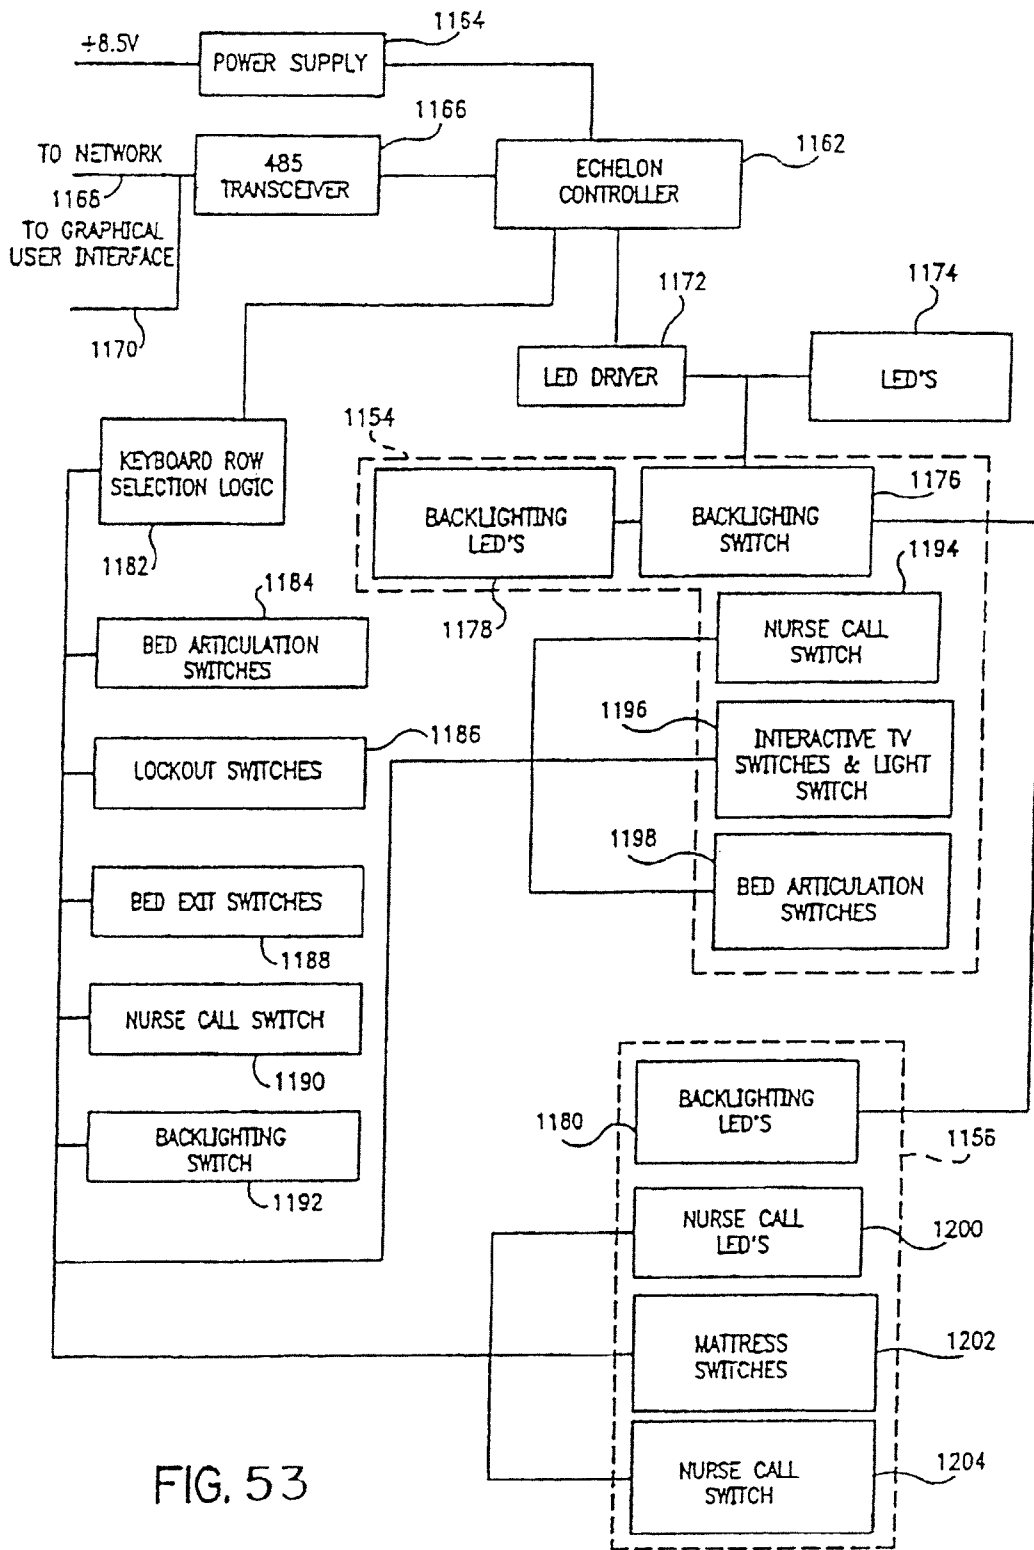 1164
+8.5V
POWER SUPPLY
1166
TO NETWORK
485
TRANSCEIVER
ECHELON
CONTROLLER
1162
1168
TO GRAPHICAL
USER INTERFACE
1170
1172
1174
LED DRIVER
LED'S
1154
KEYBOARD ROW
SELECTION LOGIC
1182
BACKLIGHTING
LED'S
1178
BACKLIGHING
SWITCH
1176
1184
BED ARTICULATION
SWITCHES
1194
NURSE CALL
SWITCH
1186
LOCKOUT SWITCHES
1196
INTERACTIVE TV
SWITCHES & LIGHT
SWITCH
1198
BED ARTICULATION
SWITCHES
BED EXIT SWITCHES
1188
NURSE CALL SWITCH
1190
BACKLIGHTING
SWITCH
1192
1180
BACKLIGHTING
LED'S
1156
NURSE CALL
LED'S
1200
MATTRESS
SWITCHES
1202
NURSE CALL
SWITCH
1204
FIG. 53